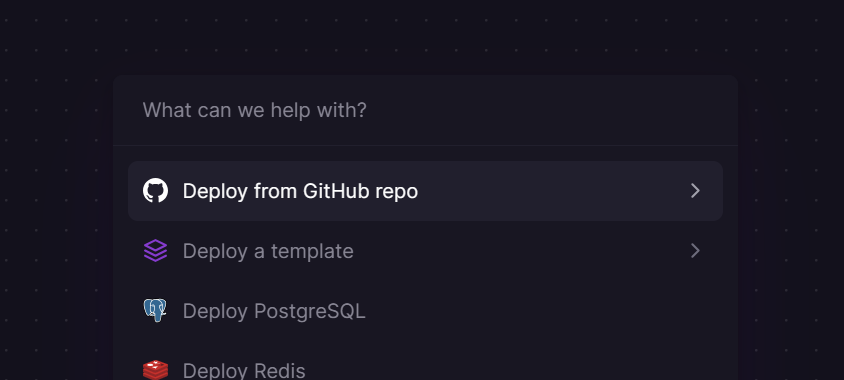 What can we help with?
Deploy from GitHub repo
Deploy a template
Deploy PostgreSQL
Deploy Redis